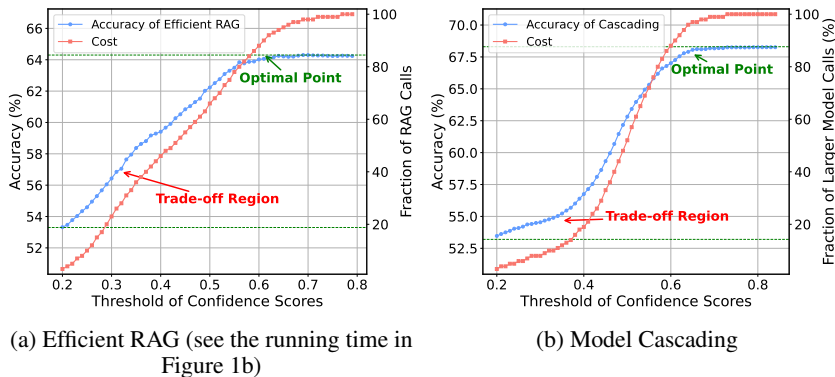 Accuracy of Efficient RAG
Cost
Optimal Point
Trade-off Region
Accuracy (%)
66
64
62
60
58
56
54
52
100
80
60
40
20
Fraction of RAG Calls
0.2 0.3 0.4 0.5 0.6 0.7 0.8
Threshold of Confidence Scores
(a) Efficient RAG (see the running time in
Figure 1b)
Accuracy of Cascading
Cost
Optimal Point
Trade-off Region
Accuracy (%)
70.0
67.5
65.0
62.5
60.0
57.5
55.0
52.5
100
80
60
40
20
Fraction of Larger Model Calls (%)
0.2 0.4 0.6 0.8
Threshold of Confidence Scores
(b) Model Cascading